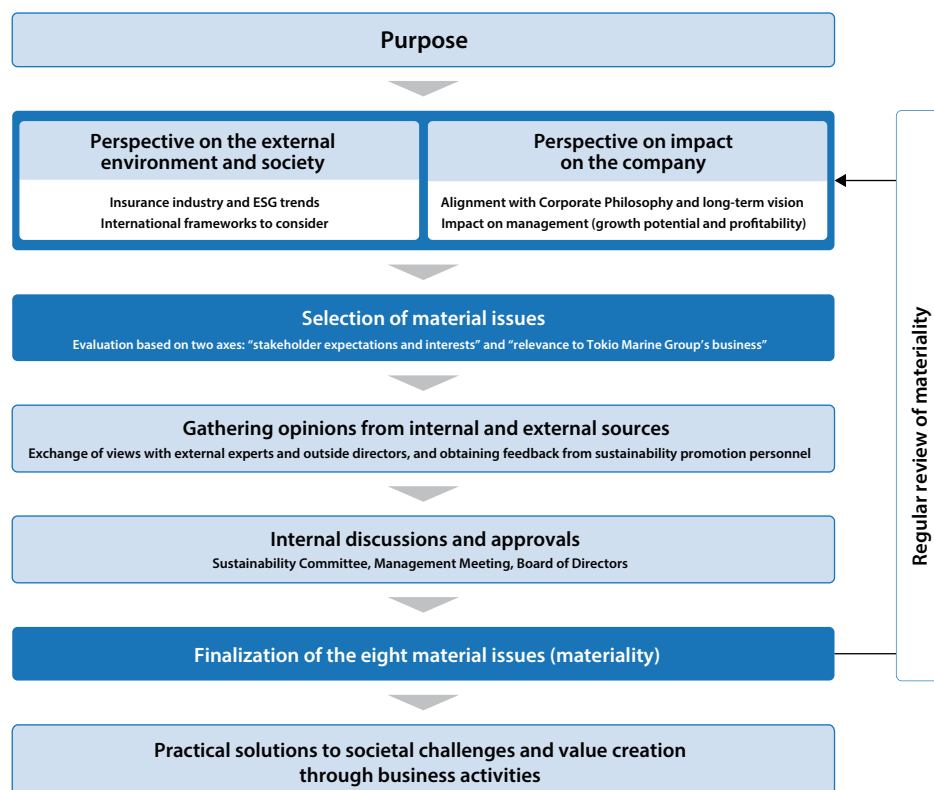 Purpose
Perspective on the external
environment and society
Insurance industry and ESG trends
International frameworks to consider
Perspective on impact
on the company
Alignment with Corporate Philosophy and long-term vision
Impact on management (growth potential and profitability)
Selection of material issues
Evaluation based on two axes: “stakeholder expectations and interests” and “relevance to Tokio Marine Group’s business”
Gathering opinions from internal and external sources
Exchange of views with external experts and outside directors, and obtaining feedback from sustainability promotion personnel
Internal discussions and approvals
Sustainability Committee, Management Meeting, Board of Directors
Finalization of the eight material issues (materiality)
Practical solutions to societal challenges and value creation
through business activities
Regular review of materiality